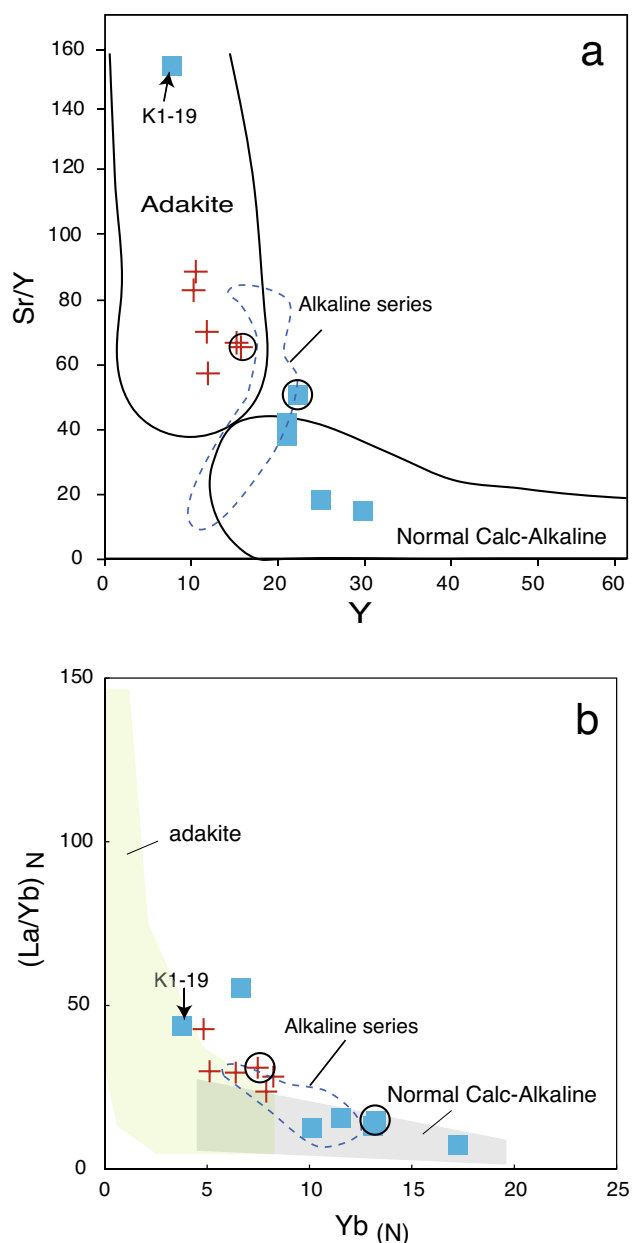 a
160
140
120
100
80
60
40
20
0
Sr/Y
K1-19
Adakite
Alkaline series
Normal Calc-Alkaline
0 10 20 30 40 50 60
Y
b
150
100
50
0
(La/Yb) N
adakite
K1-19
Alkaline series
Normal Calc-Alkaline
0 5 10 15 20 25
Yb (N)